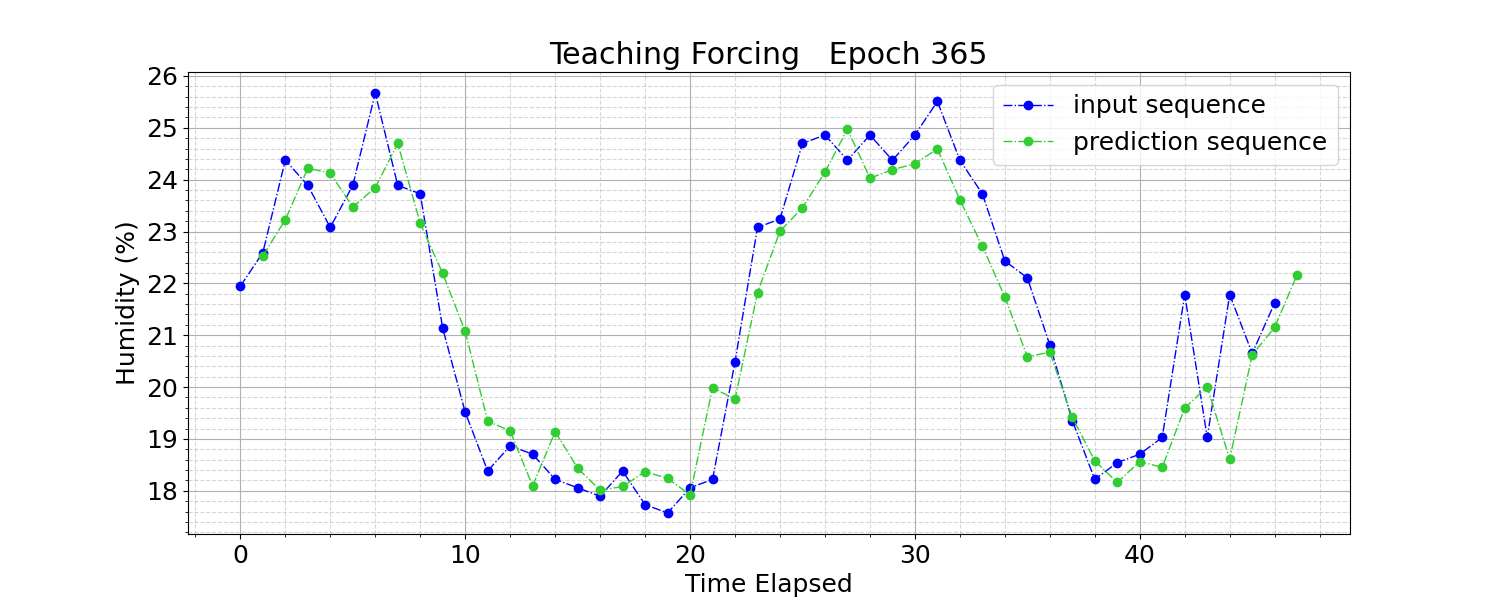 Teaching Forcing   Epoch 365
input sequence
prediction sequence
Humidity (%)
26
25
24
23
22
21
20
19
18
0 10 20 30 40
Time Elapsed